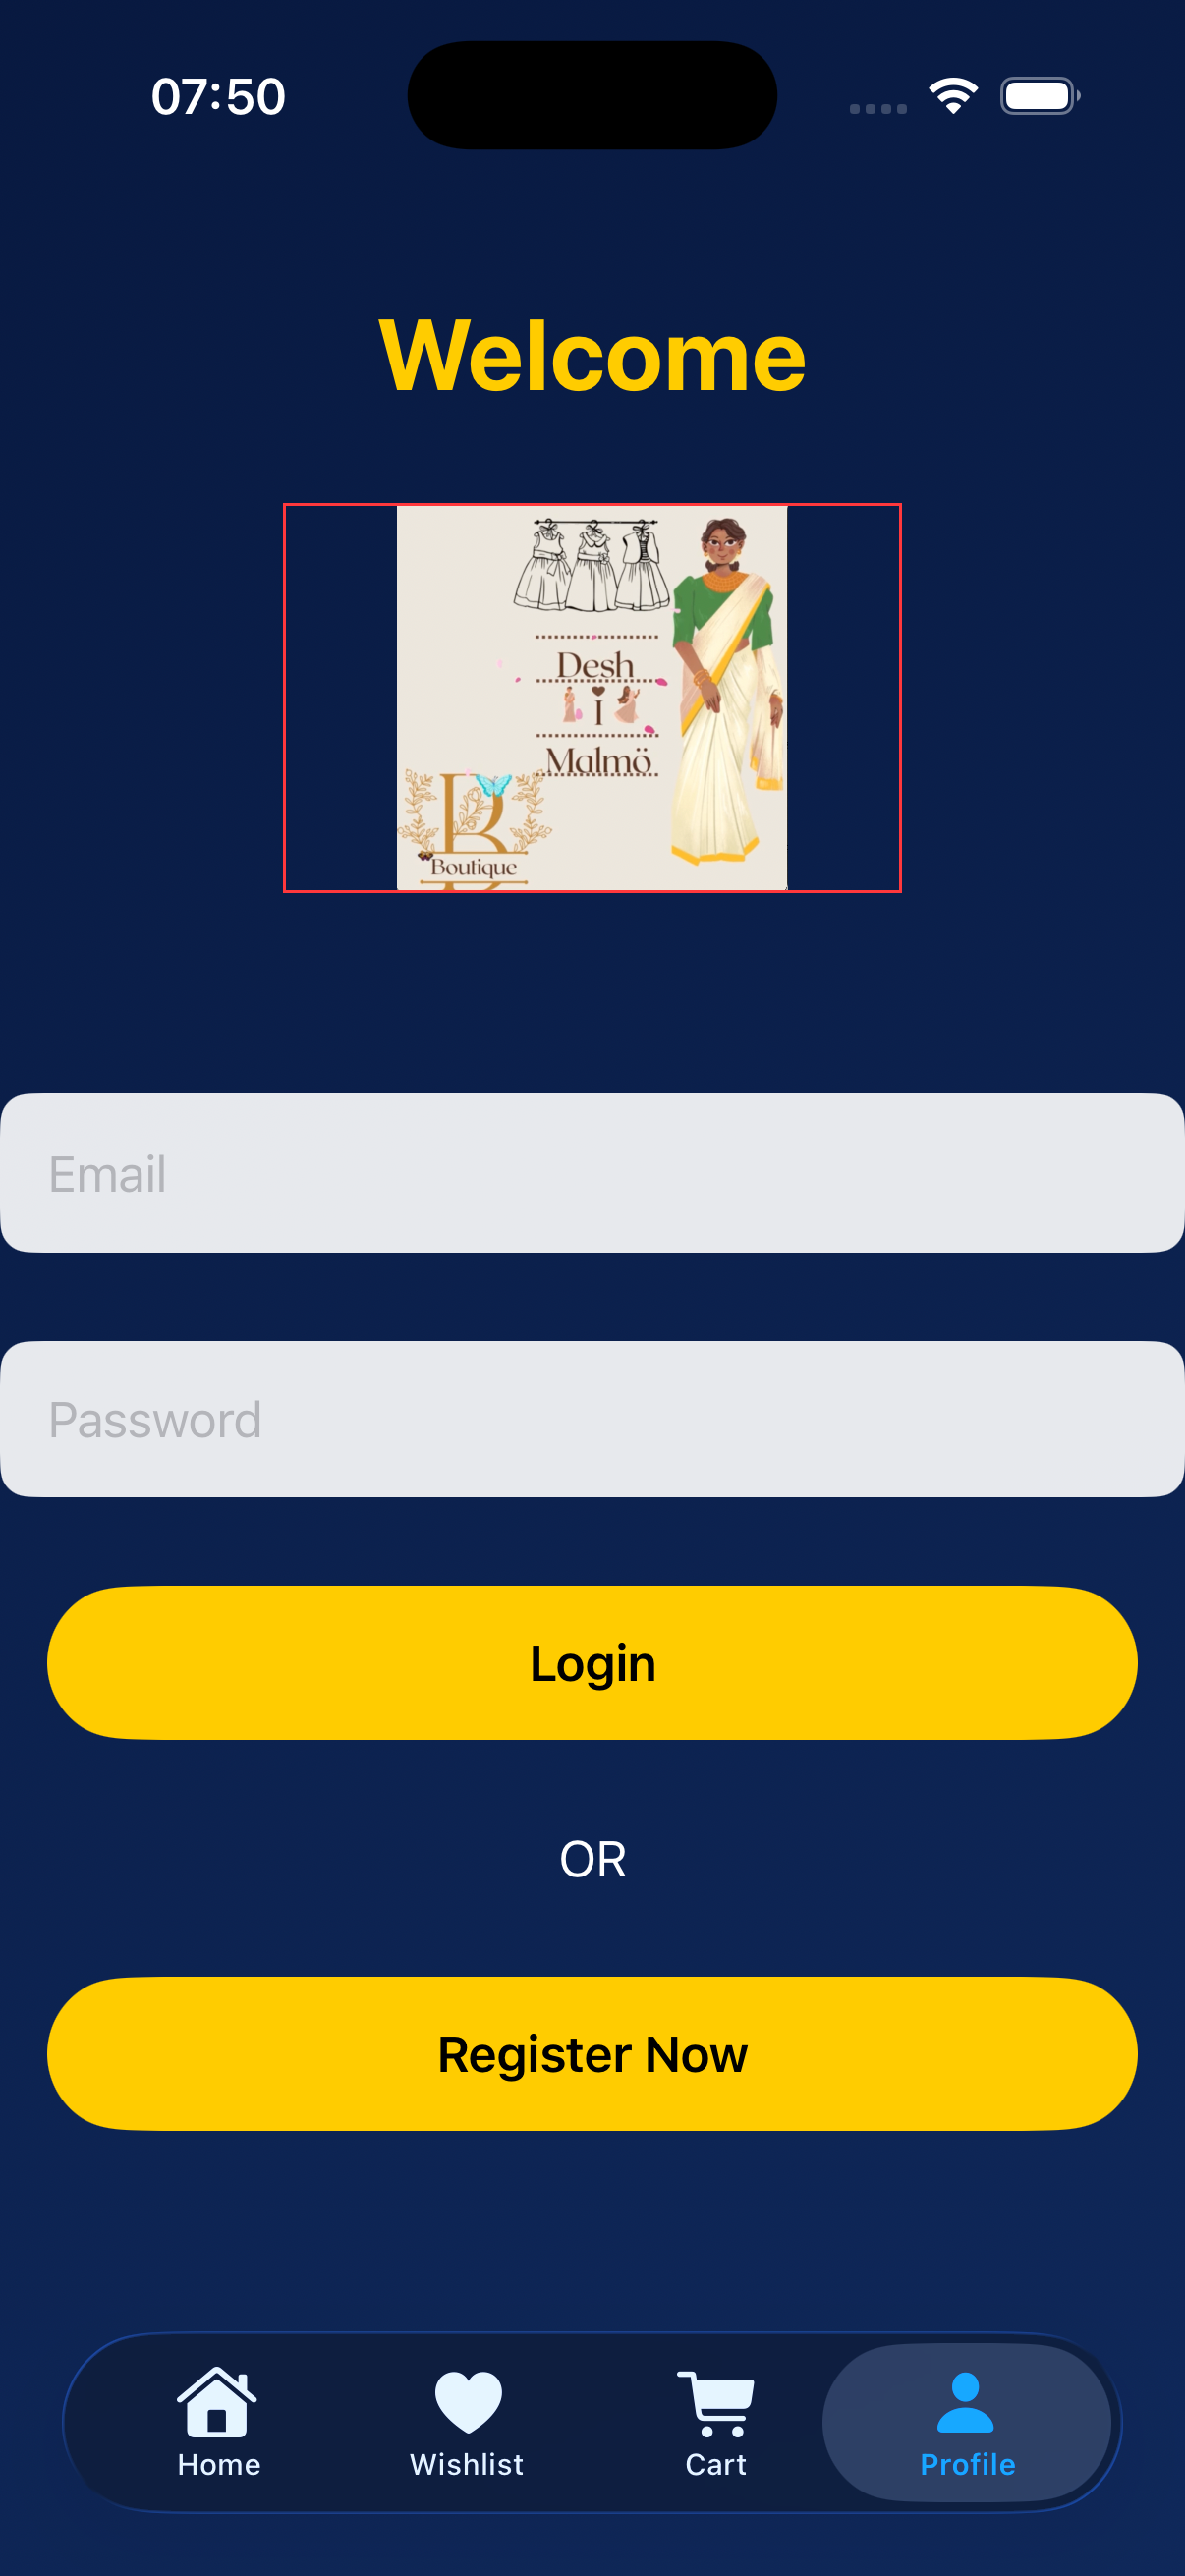 07:50
Welcome
Desh
I
Malmö
B
Boutique
Email
Password
Login
OR
Register Now
Home
Wishlist
Cart
Profile